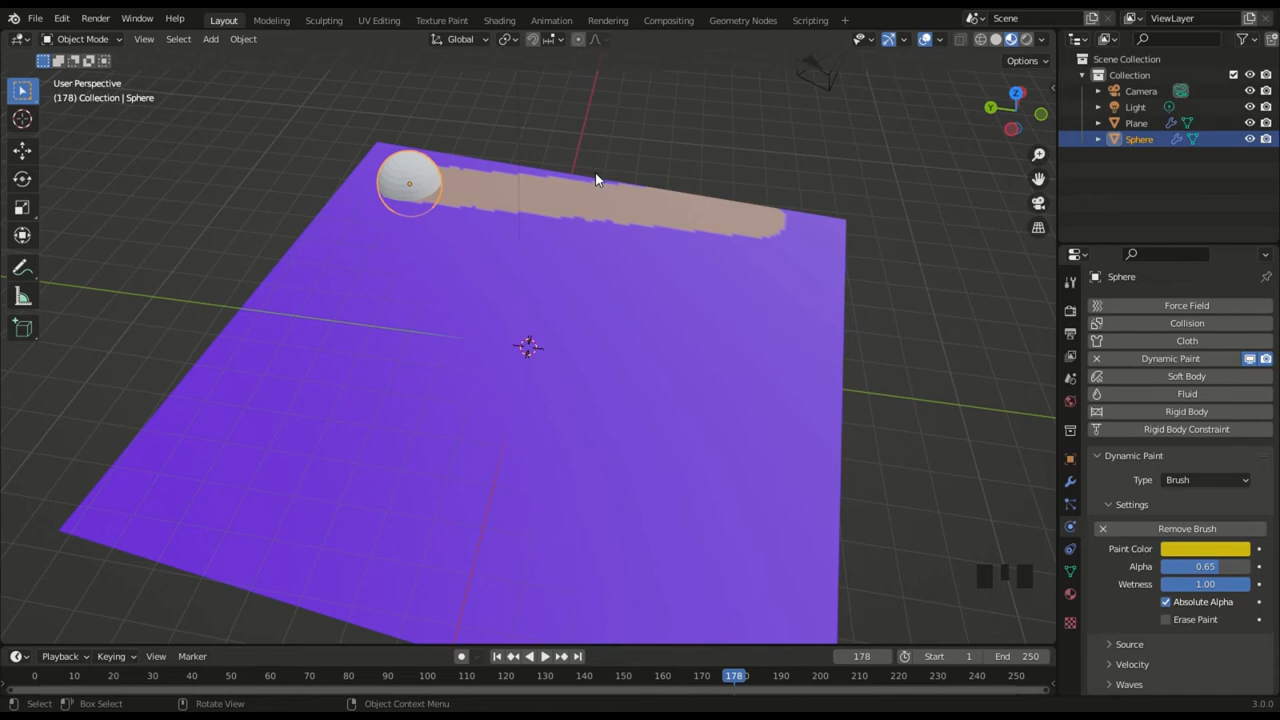 File Edit Render Window Help Layout Modeling Sculpting UV Editing Texture Paint Shading Animation Rendering Compositing Geometry Nodes Scripting + Scene ViewLayer
Object Mode View Select Add Object Global
Options
User Perspective
(178) Collection | Sphere
Z
Y
Scene Collection
Collection
Camera
Light
Plane
Sphere
Sphere
Force Field
Collision
Cloth
Dynamic Paint
Soft Body
Fluid
Rigid Body
Rigid Body Constraint
Dynamic Paint
Type Brush
Settings
Remove Brush
Paint Color
Alpha 0.65
Wetness 1.00
Absolute Alpha
Erase Paint
Source
Velocity
Waves
Playback Keying View Marker 178 Start 1 End 250
0 10 20 30 40 50 60 70 80 90 100 110 120 130 140 150 160 170 178 190 200 210 220 230 240 250
Select Box Select Rotate View Object Context Menu 3.0.0